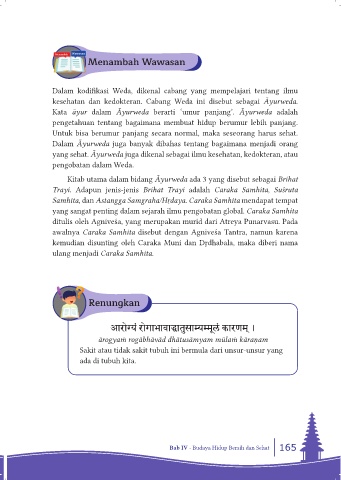 Menambah Wawasan
Dalam kodifikasi Weda, dikenal cabang yang mempelajari tentang ilmu
kesehatan dan kedokteran. Cabang Weda ini disebut sebagai Āyurweda.
Kata āyur dalam Āyurweda berarti 'umur panjang'. Āyurweda adalah
pengetahuan tentang bagaimana membuat hidup berumur lebih panjang.
Untuk bisa berumur panjang secara normal, maka seseorang harus sehat.
Dalam Āyurweda juga banyak dibahas tentang bagaimana menjadi orang
yang sehat. Āyurweda juga dikenal sebagai ilmu kesehatan, kedokteran, atau
pengobatan dalam Weda.
Kitab utama dalam bidang Āyurweda ada 3 yang disebut sebagai Brihat
Trayi. Adapun jenis-jenis Brihat Trayi adalah Caraka Samhita, Suśruta
Samhita, dan Astangga Samgraha/Hṛdaya. Caraka Samhita mendapat tempat
yang sangat penting dalam sejarah ilmu pengobatan global. Caraka Samhita
ditulis oleh Agniveśa, yang merupakan murid dari Atreya Punarvasu. Pada
awalnya Caraka Samhita disebut dengan Agniveśa Tantra, namun karena
kemudian disunting oleh Caraka Muni dan Dṛḍhabala, maka diberi nama
ulang menjadi Caraka Samhita.
Renungkan
आरोग्यं रोगाभावाद्धातुसाम्यम्मूलं कारणम् ।
ārogyaṁ rogābhāvād dhātusāmyam mūlaṁ kāraṇam
Sakit atau tidak sakit tubuh ini bermula dari unsur-unsur yang
ada di tubuh kita.
Bab IV - Budaya Hidup Bersih dan Sehat 165